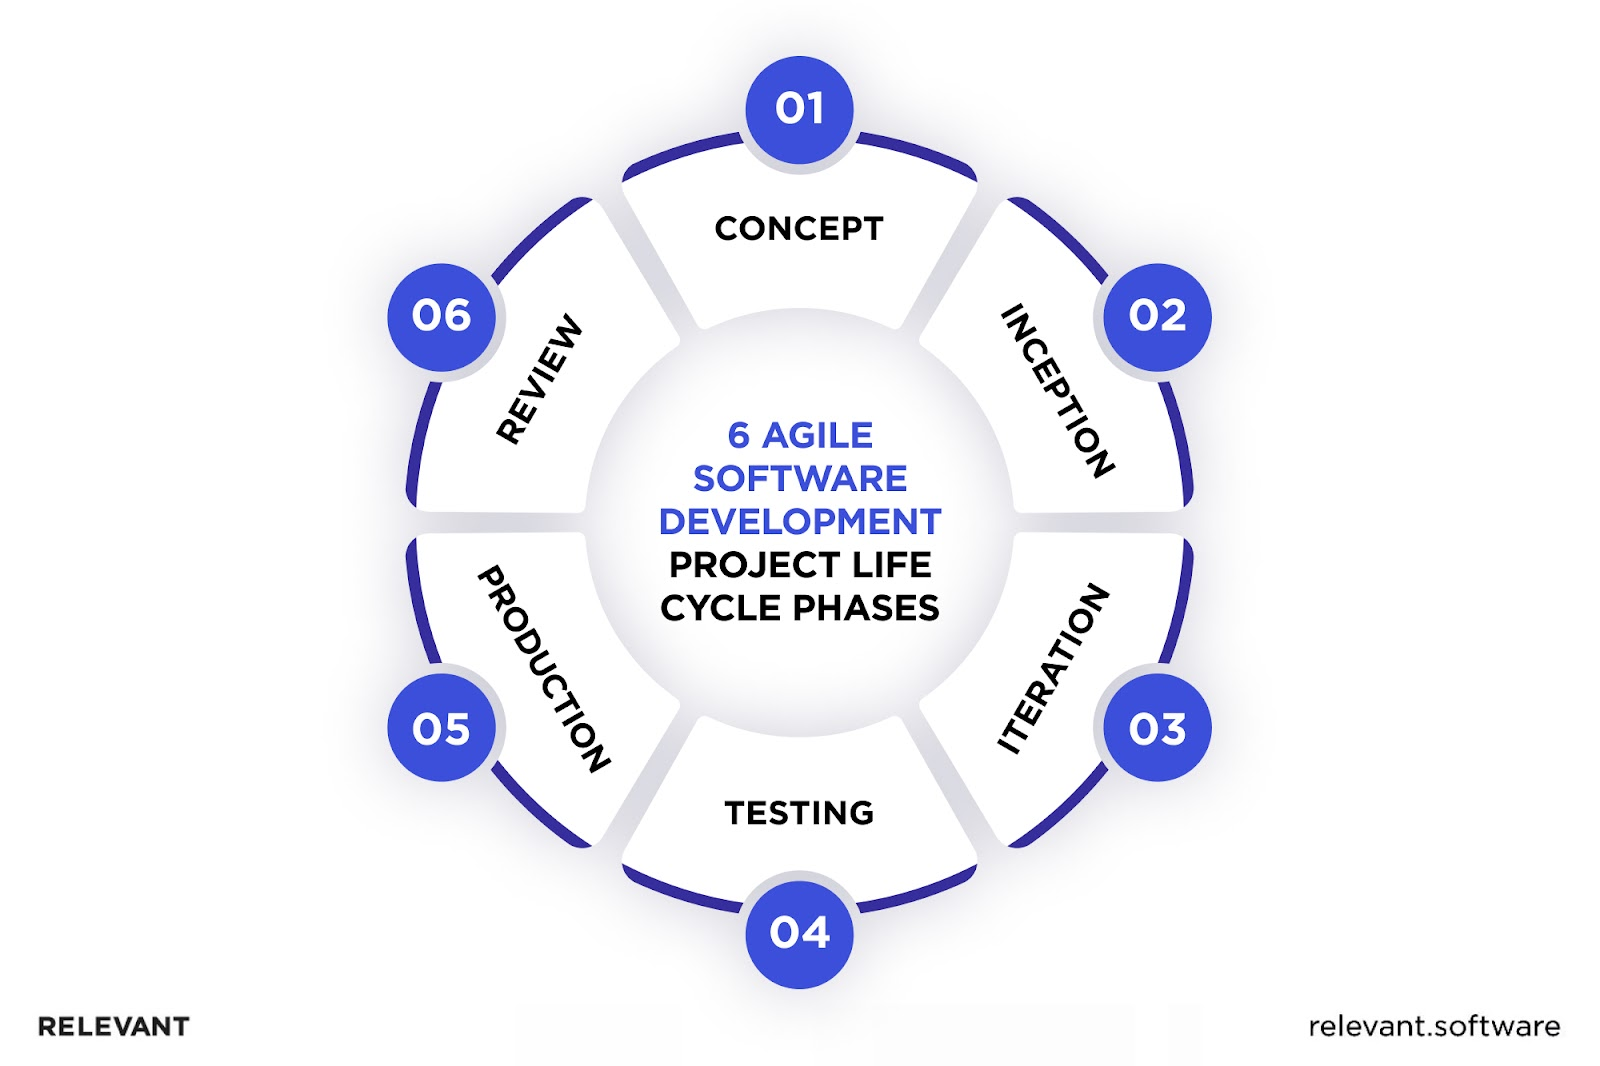 01
CONCEPT
02
INCEPTION
03
ITERATION
04
TESTING
05
PRODUCTION
06
REVIEW
6 AGILE
SOFTWARE
DEVELOPMENT
PROJECT LIFE
CYCLE PHASES
RELEVANT
relevant.software